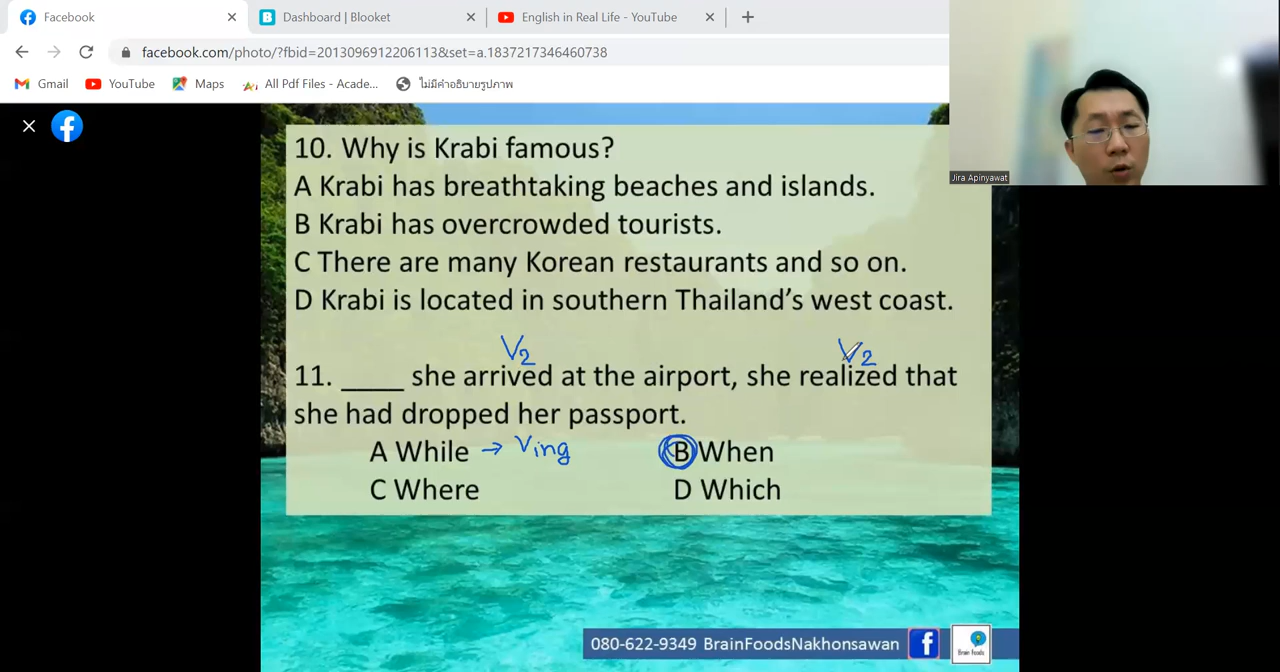 Facebook
Dashboard | Blooket
English in Real Life - YouTube
facebook.com/photo/?fbid=2013096912206113&set=a.1837217346460738
Gmail
YouTube
Maps
All Pdf Files - Acade...
ไม่มีคำอธิบายรูปภาพ
Jira Apinyawat
10. Why is Krabi famous?
A Krabi has breathtaking beaches and islands.
B Krabi has overcrowded tourists.
C There are many Korean restaurants and so on.
D Krabi is located in southern Thailand’s west coast.
V2 V2
11. ____ she arrived at the airport, she realized that
she had dropped her passport.
A While → Ving B When
C Where D Which
080-622-9349 BrainFoodsNakhonsawan
Brain Foods